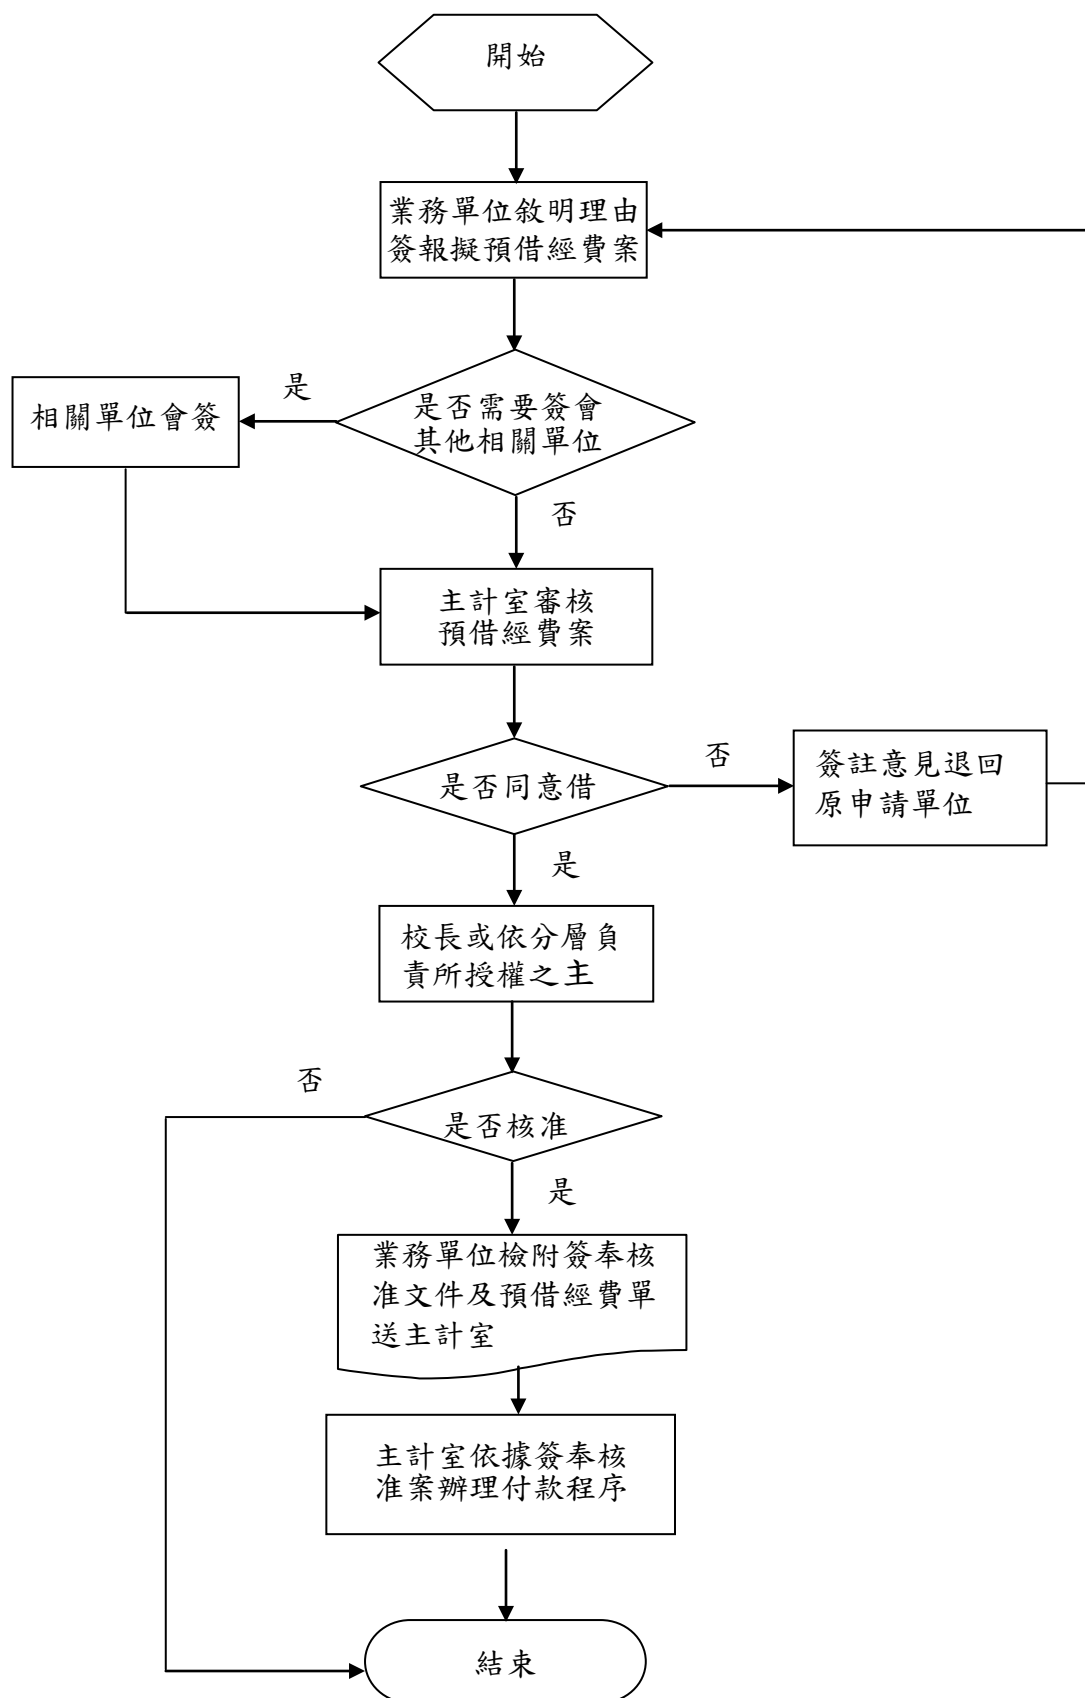 開始
業務單位敘明理由
簽報擬預借經費案
是
相關單位會簽
是否需要簽會
其他相關單位
否
主計室審核
預借經費案
是否同意借
否
簽註意見退回
原申請單位
是
校長或依分層負
責所授權之主
否
是否核准
是
業務單位檢附簽奉核
准文件及預借經費單
送主計室
主計室依據簽奉核
准案辦理付款程序
結束